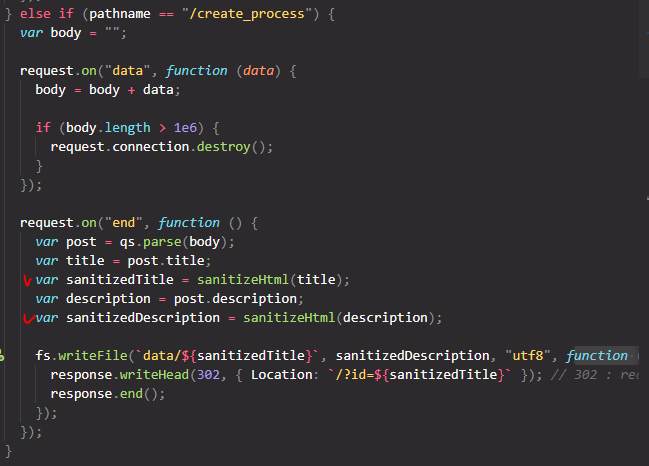 } else if (pathname == "/create_process") {
var body = "";
request.on("data", function (data) {
body = body + data;
if (body.length > 1e6) {
request.connection.destroy();
}
});
request.on("end", function () {
var post = qs.parse(body);
var title = post.title;
var sanitizedTitle = sanitizeHtml(title);
var description = post.description;
var sanitizedDescription = sanitizeHtml(description);
fs.writeFile(`data/${sanitizedTitle}`, sanitizedDescription, "utf8", function
response.writeHead(302, { Location: `/?id=${sanitizedTitle}` }); // 302 :
response.end();
});
});
}